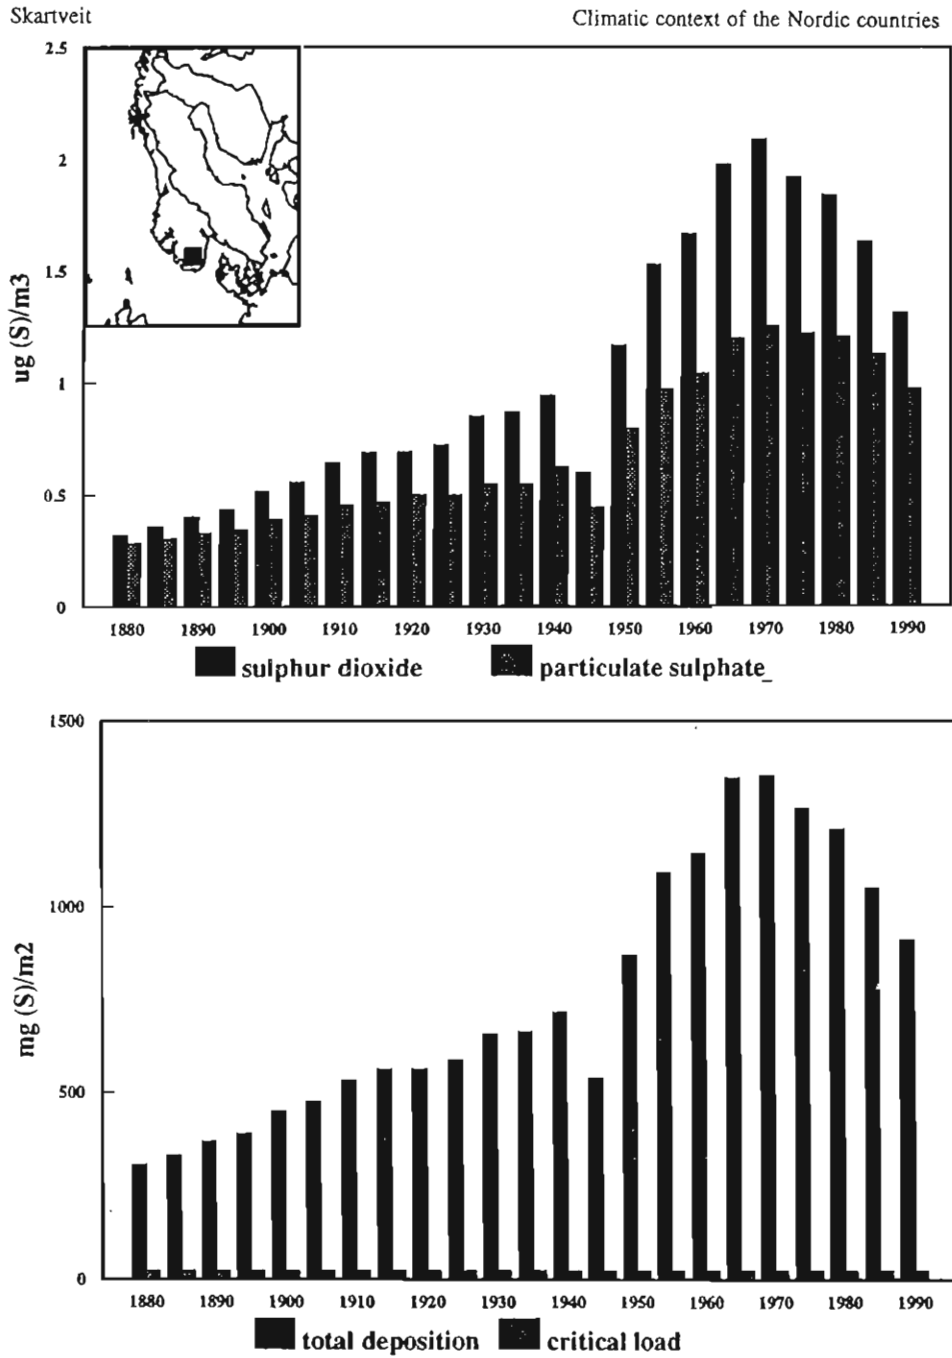 Skartveit
Climatic context of the Nordic countries
2.5
2
1.5
1
0.5
0
ug (S)/m3
1880 1890 1900 1910 1920 1930 1940 1950 1960 1970 1980 1990
sulphur dioxide particulate sulphate_
1500
1000
500
0
mg (S)/m2
1880 1890 1900 1910 1920 1930 1940 1950 1960 1970 1980 1990
total deposition critical load